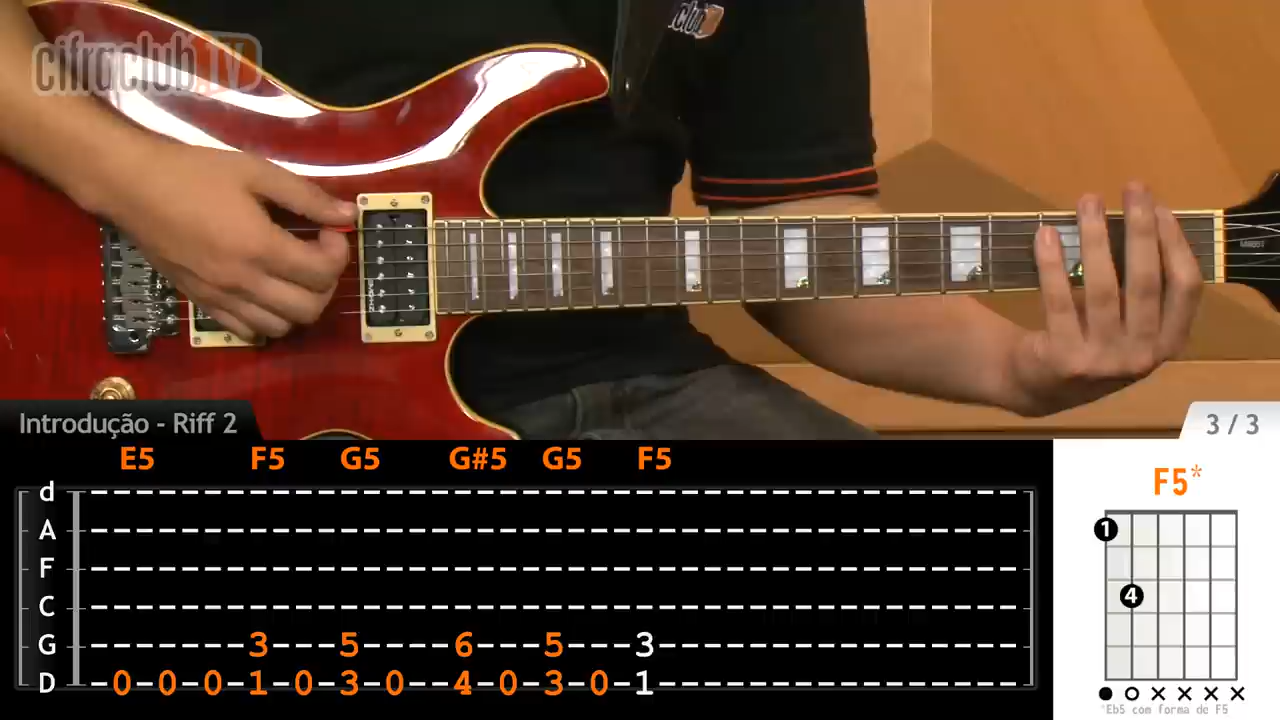 cifraclub.TV
club
Introdução - Riff 2
3 / 3
E5 F5 G5 G#5 G5 F5
F5*
d
A
F
C
G 3 5 6 5 3
D 0-0-0-1-0-3-0 4-0-3-0-1
1
4
*Eb5 com forma de F5